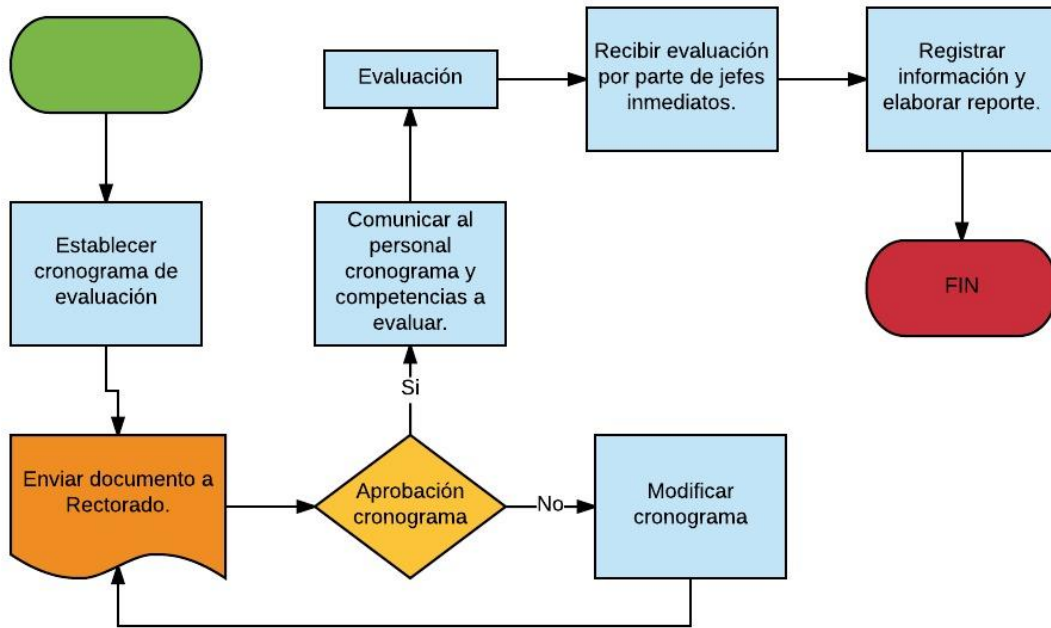 Establecer
cronograma de
evaluación
Enviar documento a
Rectorado.
Aprobación
cronograma
Si
No
Modificar
cronograma
Comunicar al
personal
cronograma y
competencias a
evaluar.
Evaluación
Recibir evaluación
por parte de jefes
inmediatos.
Registrar
información y
elaborar reporte.
FIN